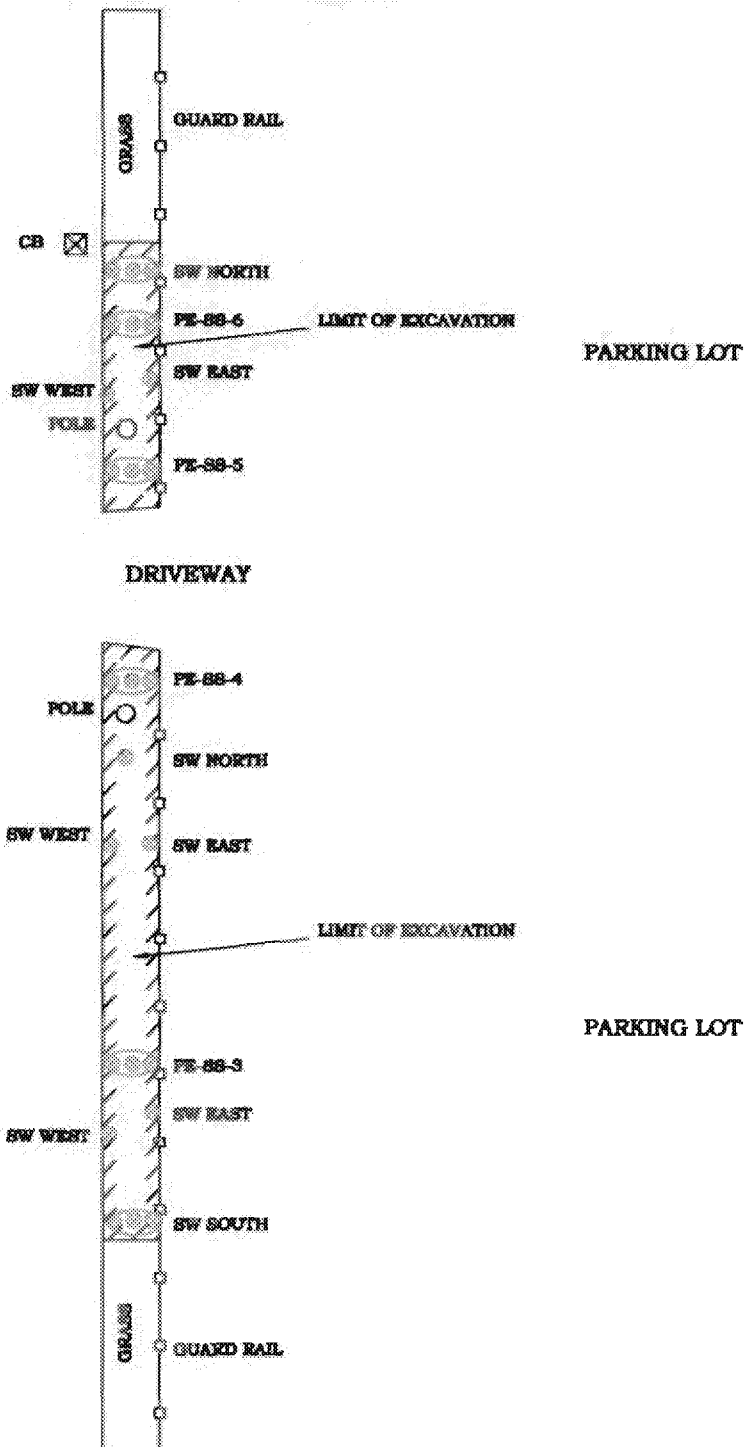 GUARD RAIL
GRASS
CB
SW NORTH
PE-SS-6
LIMIT OF EXCAVATION
PARKING LOT
SW EAST
SW WEST
POLE
PE-SS-5
DRIVEWAY
PE-SS-4
POLE
SW NORTH
SW WEST
SW EAST
LIMIT OF EXCAVATION
PARKING LOT
PE-SS-3
SW EAST
SW WEST
SW SOUTH
GRASS
GUARD RAIL